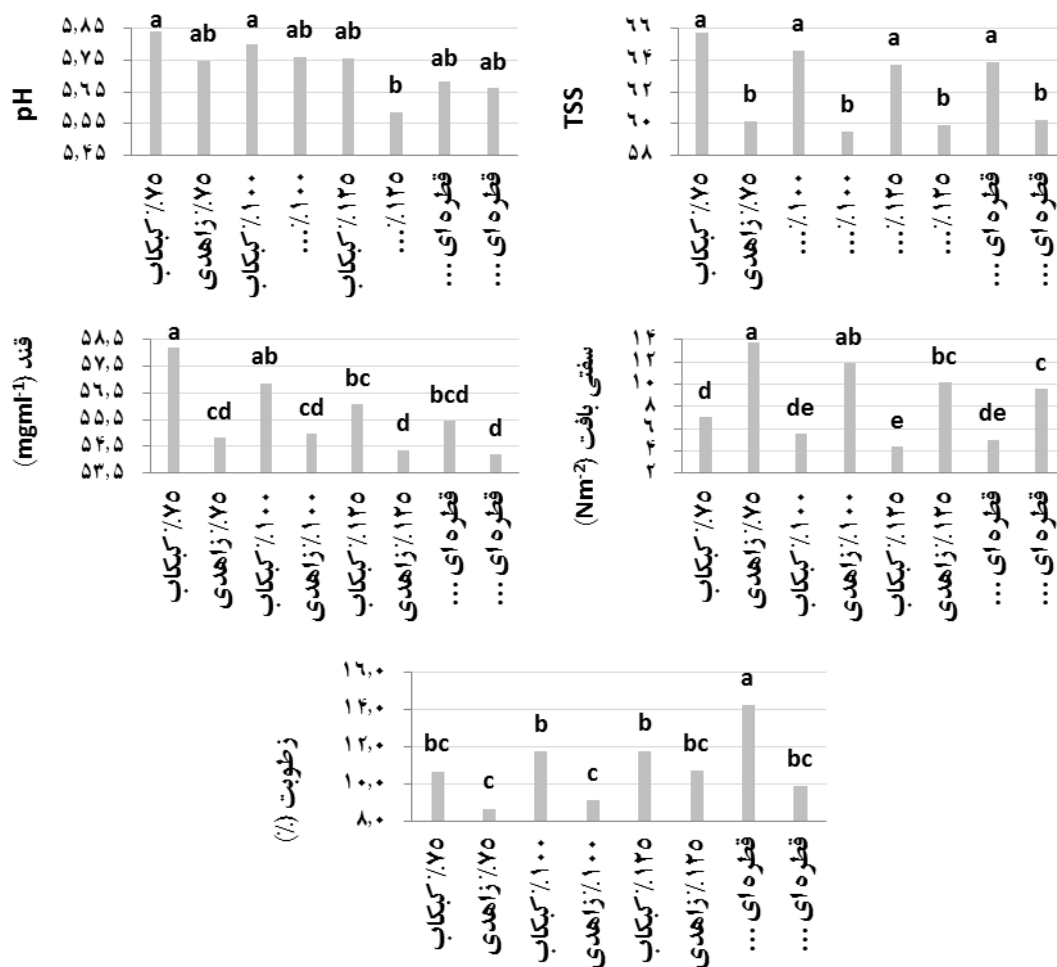 pH
۵,۸۵
۵,۷۵
۵,۶۵
۵,۵۵
۵,۴۵
a ab a ab ab b ab ab
۷۵٪ کبکاب
۷۵٪ زاهدی
۱۰۰٪ کبکاب
۱۰۰٪...
۱۲۵٪ کبکاب
۱۲۵٪...
قطره ای ...
قطره ای ...
TSS
۶۶
۶۴
۶۲
۶۰
۵۸
a b a b a b a b
۷۵٪ کبکاب
۷۵٪ زاهدی
۱۰۰٪...
۱۰۰٪...
۱۲۵٪...
۱۲۵٪...
قطره ای ...
قطره ای ...
قند (mgml-1)
۵۸,۵
۵۷,۵
۵۶,۵
۵۵,۵
۵۴,۵
۵۳,۵
a cd ab cd bc d bcd d
۷۵٪ کبکاب
۷۵٪ زاهدی
۱۰۰٪ کبکاب
۱۰۰٪ زاهدی
۱۲۵٪ کبکاب
۱۲۵٪ زاهدی
قطره ای ...
قطره ای ...
سفتی بافت (Nm-2)
۱۴
۱۲
۱۰
۸
۶
۴
۲
d a de ab e bc de c
۷۵٪ کبکاب
۷۵٪ زاهدی
۱۰۰٪ کبکاب
۱۰۰٪ زاهدی
۱۲۵٪ کبکاب
۱۲۵٪ زاهدی
قطره ای ...
قطره ای ...
رطوبت (٪)
۱۶,۰
۱۴,۰
۱۲,۰
۱۰,۰
۸,۰
bc c b c b bc a bc
۷۵٪ کبکاب
۷۵٪ زاهدی
۱۰۰٪ کبکاب
۱۰۰٪ زاهدی
۱۲۵٪ کبکاب
۱۲۵٪ زاهدی
قطره ای ...
قطره ای ...